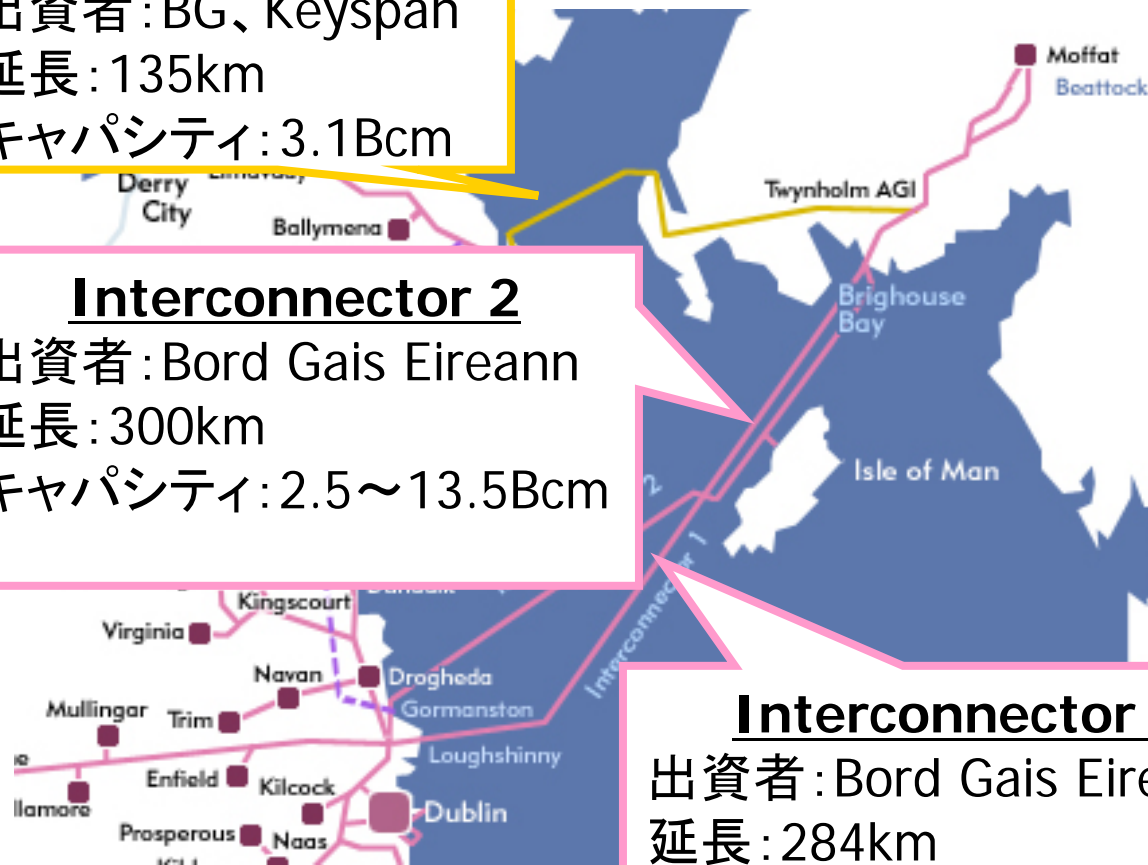 出資者：BG、Keyspan
延長：135km
キャパシティ：3.1Bcm
Moffat
Beattock
Derry
City
Limavady
Ballymena
Twynholm AGI
Interconnector 2
出資者：Bord Gais Eireann
延長：300km
キャパシティ：2.5～13.5Bcm
Brighouse
Bay
Isle of Man
2
Interconnector 1
Dundalk
Kingscourt
Virginia
Navan
Drogheda
Mullingar
Trim
Gormanston
Loughshinny
Enfield
Kilcock
llamore
Dublin
Prosperous
Naas
Interconnector
出資者：Bord Gais Eire
延長：284km